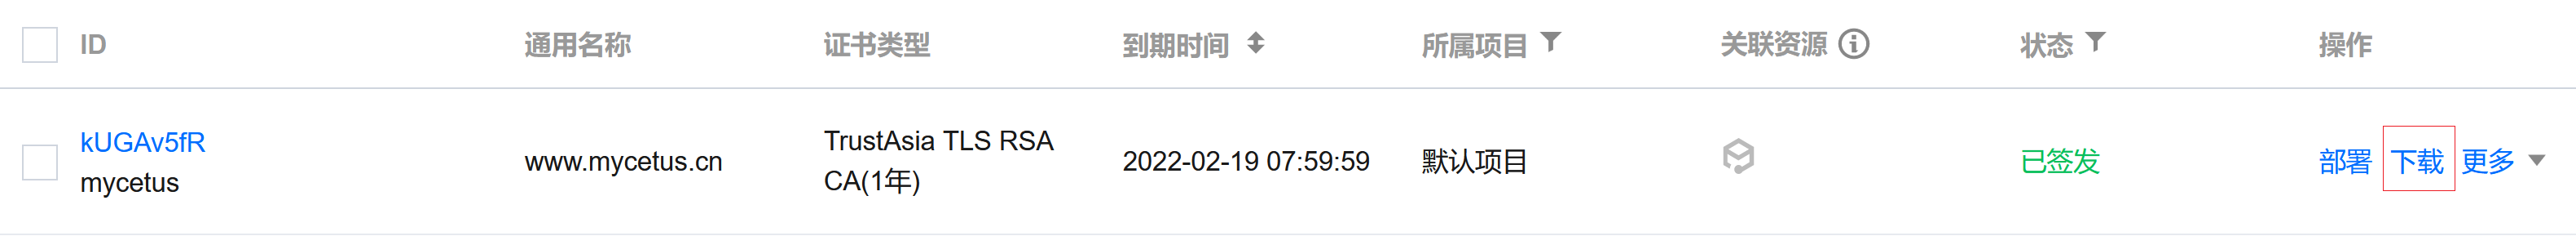 ID 通用名称 证书类型 到期时间 所属项目 关联资源 状态 操作
kUGAv5fR
mycetus
www.mycetus.cn
TrustAsia TLS RSA
CA(1年)
2022-02-19 07:59:59
默认项目
已签发
部署 下载 更多